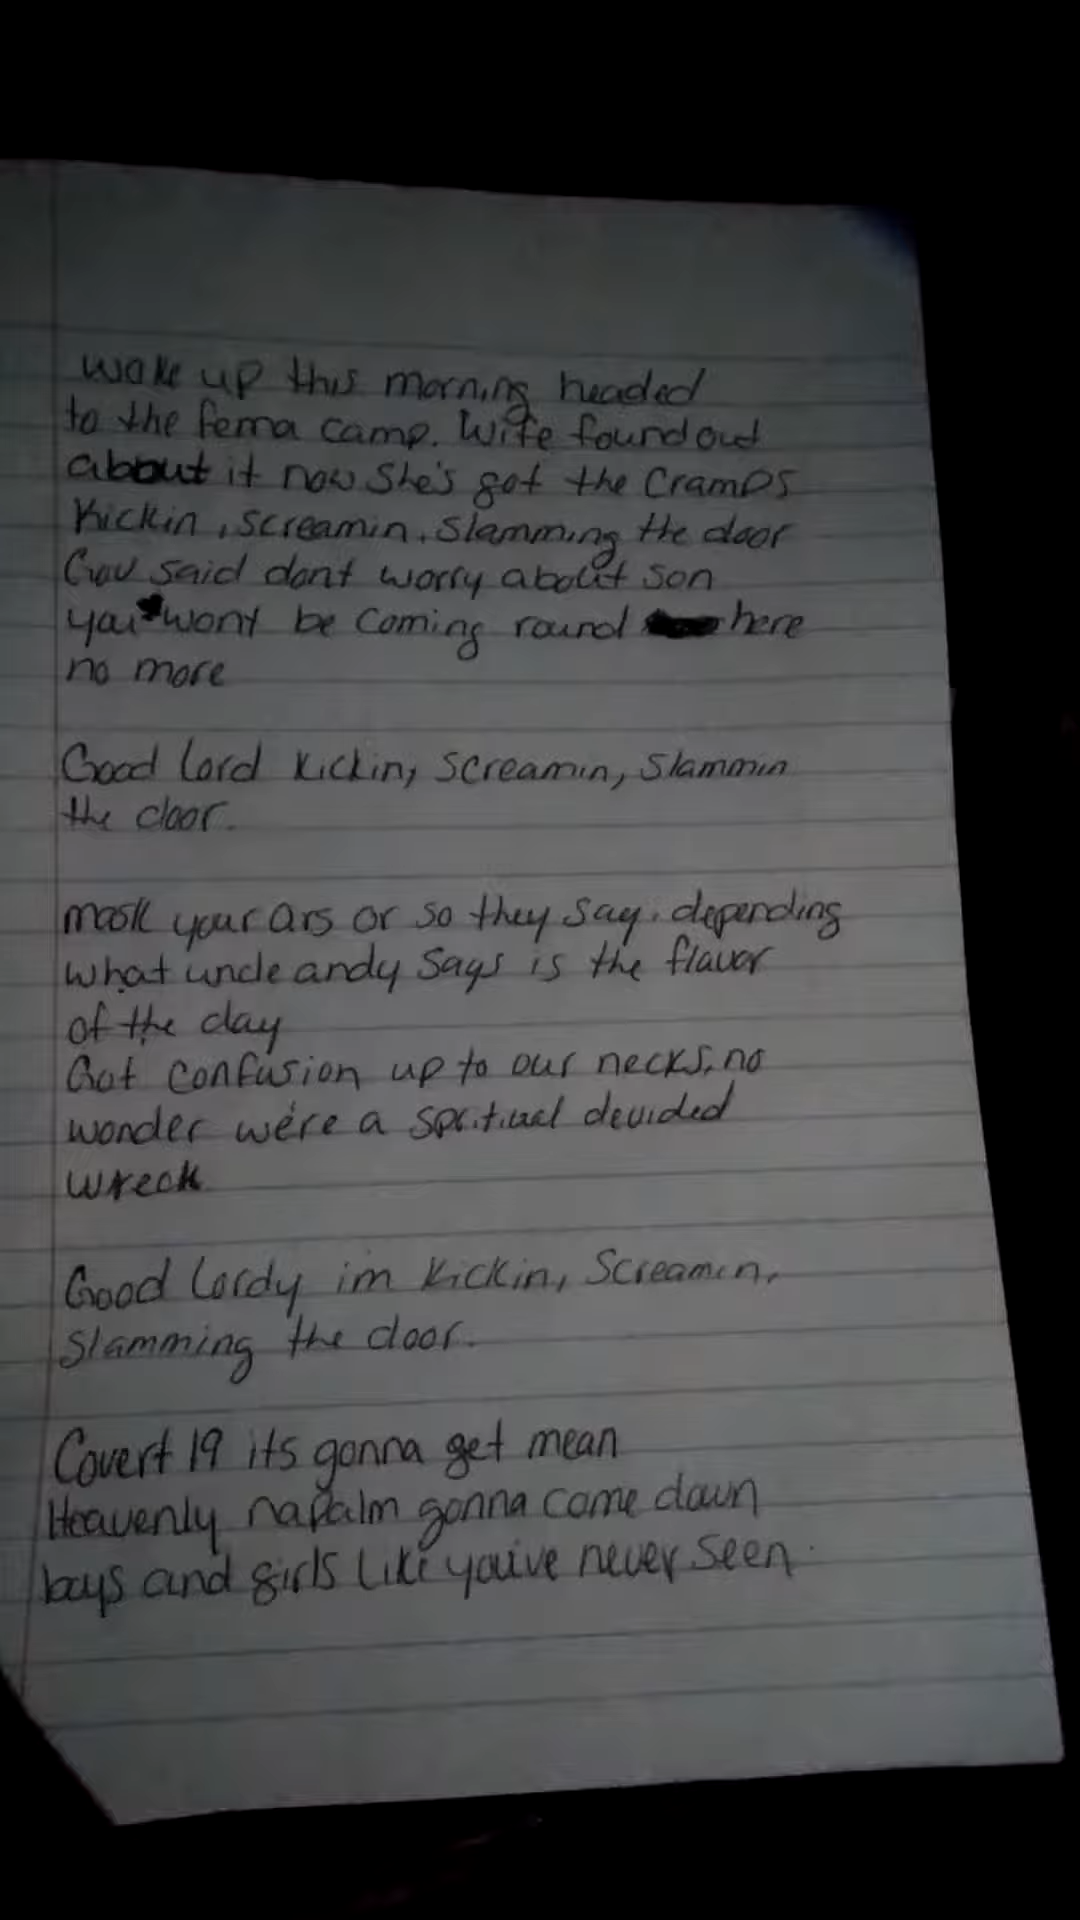 woke up this morning headed
to the fema camp. Wife found out
about it now She's got the Cramps
Kickin, screamin, Slamming the door
Gov said dont worry about son
you wont be Coming round here
no more
Good Lord Kickin, Screamin, Slammin
the door.
mask your ars or so they say. depending
what uncle andy Says is the flavor
of the day
Got confusion up to our necks, no
wonder we're a Spritiual devided
wreck
Good Lordy im Kickin, Screamin,
Slamming the door.
Covert 19 its gonna get mean
Heavenly napalm gonna come down
boys and girls Like you've never seen.